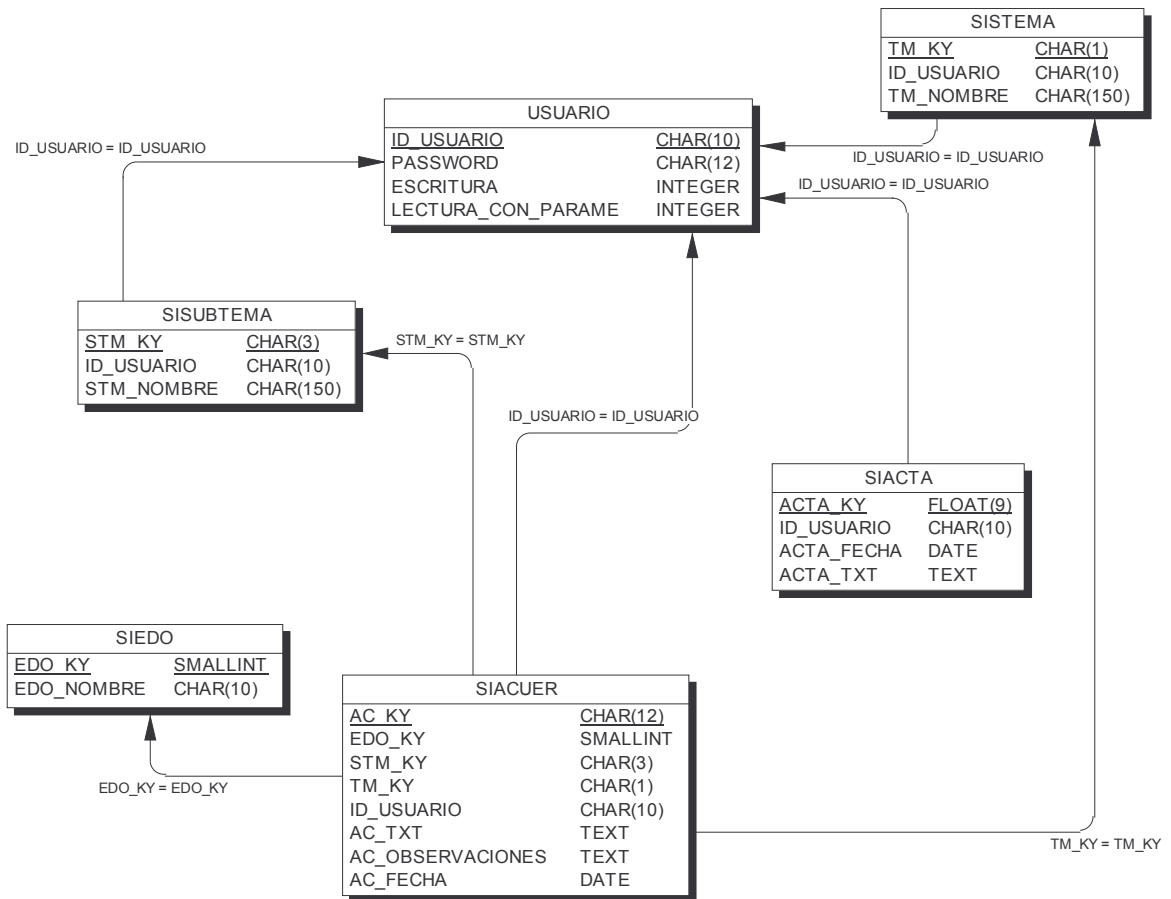 SISTEMA
TM_KY CHAR(1)
ID_USUARIO CHAR(10)
TM_NOMBRE CHAR(150)
USUARIO
ID_USUARIO CHAR(10)
PASSWORD CHAR(12)
ESCRITURA INTEGER
LECTURA_CON_PARAME INTEGER
ID_USUARIO = ID_USUARIO
ID_USUARIO = ID_USUARIO
ID_USUARIO = ID_USUARIO
SISUBTEMA
STM_KY CHAR(3)
ID_USUARIO CHAR(10)
STM_NOMBRE CHAR(150)
STM_KY = STM_KY
ID_USUARIO = ID_USUARIO
SIACTA
ACTA_KY FLOAT(9)
ID_USUARIO CHAR(10)
ACTA_FECHA DATE
ACTA_TXT TEXT
SIEDO
EDO_KY SMALLINT
EDO_NOMBRE CHAR(10)
EDO_KY = EDO_KY
SIACUER
AC_KY CHAR(12)
EDO_KY SMALLINT
STM_KY CHAR(3)
TM_KY CHAR(1)
ID_USUARIO CHAR(10)
AC_TXT TEXT
AC_OBSERVACIONES TEXT
AC_FECHA DATE
TM_KY = TM_KY